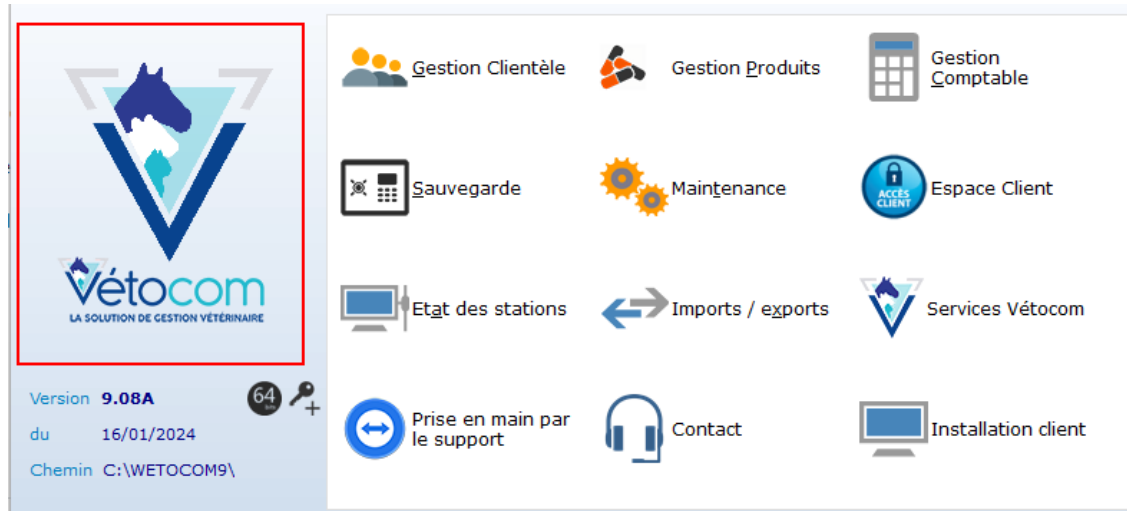 Vétocom
LA SOLUTION DE GESTION VÉTÉRINAIRE
Version 9.08A
64
du 16/01/2024
Chemin C:\WETOCOM9\
Gestion Clientèle
Gestion Produits
Gestion
Comptable
Sauvegarde
Maintenance
ACCÈS
CLIENT
Espace Client
Etat des stations
Imports / exports
Services Vétocom
Prise en main par
le support
Contact
Installation client